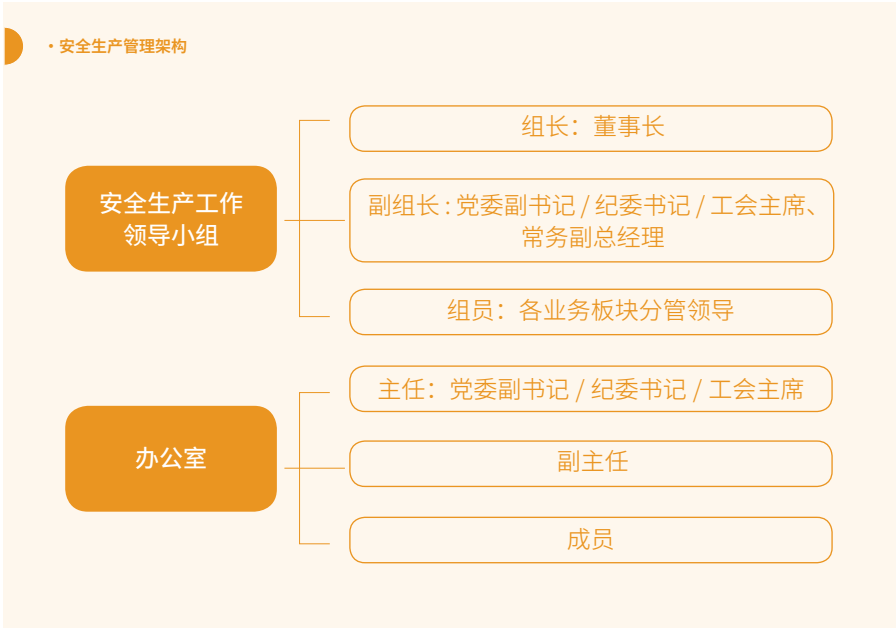 ·安全生产管理架构
安全生产工作
领导小组
组长：董事长
副组长 : 党委副书记 / 纪委书记 / 工会主席、
常务副总经理
组员：各业务板块分管领导
办公室
主任：党委副书记 / 纪委书记 / 工会主席
副主任
成员